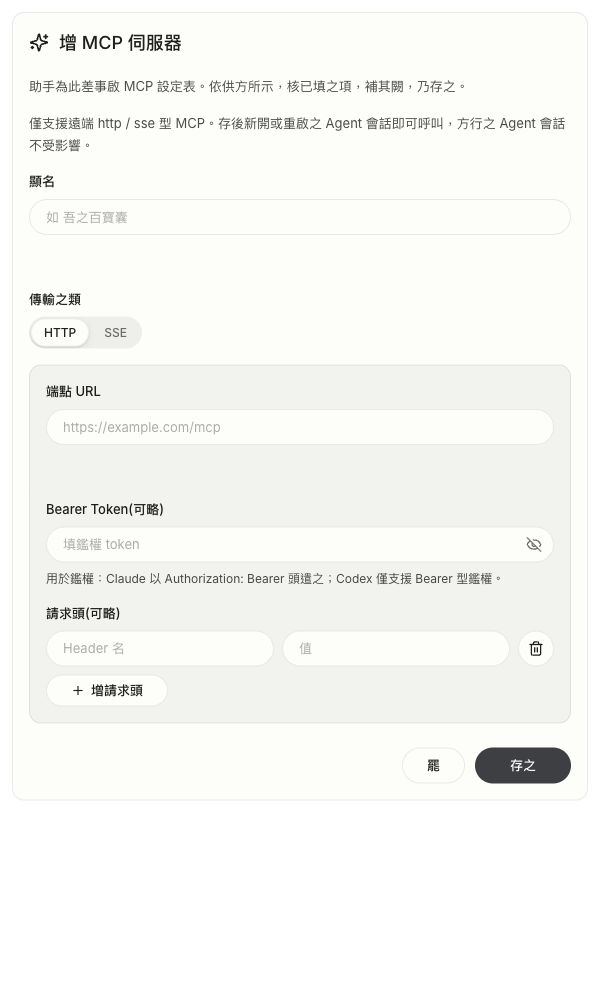 增 MCP 伺服器
助手為此差事啟 MCP 設定表。依供方所示，核已填之項，補其闕，乃存之。
僅支援遠端 http / sse 型 MCP。存後新開或重啟之 Agent 會話即可呼叫，方行之 Agent 會話
不受影響。
顯名
如 吾之百寶囊
傳輸之類
HTTP SSE
端點 URL
https://example.com/mcp
Bearer Token(可略)
填鑑權 token
用於鑑權：Claude 以 Authorization: Bearer 頭遣之；Codex 僅支援 Bearer 型鑑權。
請求頭(可略)
Header 名 值
+ 增請求頭
罷 存之